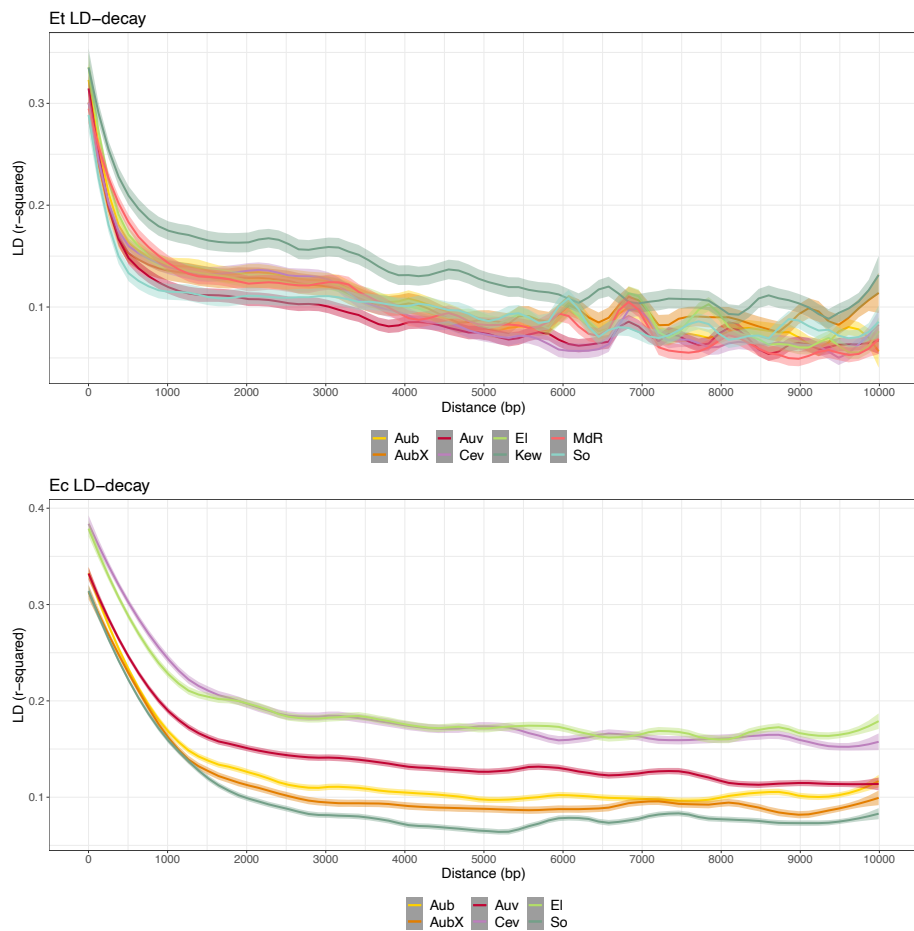 Et LD−decay
LD (r−squared)
0.3
0.2
0.1
0 1000 2000 3000 4000 5000 6000 7000 8000 9000 10000
Distance (bp)
Aub Auv El MdR
AubX Cev Kew So
Ec LD−decay
LD (r−squared)
0.4
0.3
0.2
0.1
0 1000 2000 3000 4000 5000 6000 7000 8000 9000 10000
Distance (bp)
Aub Auv El
AubX Cev So